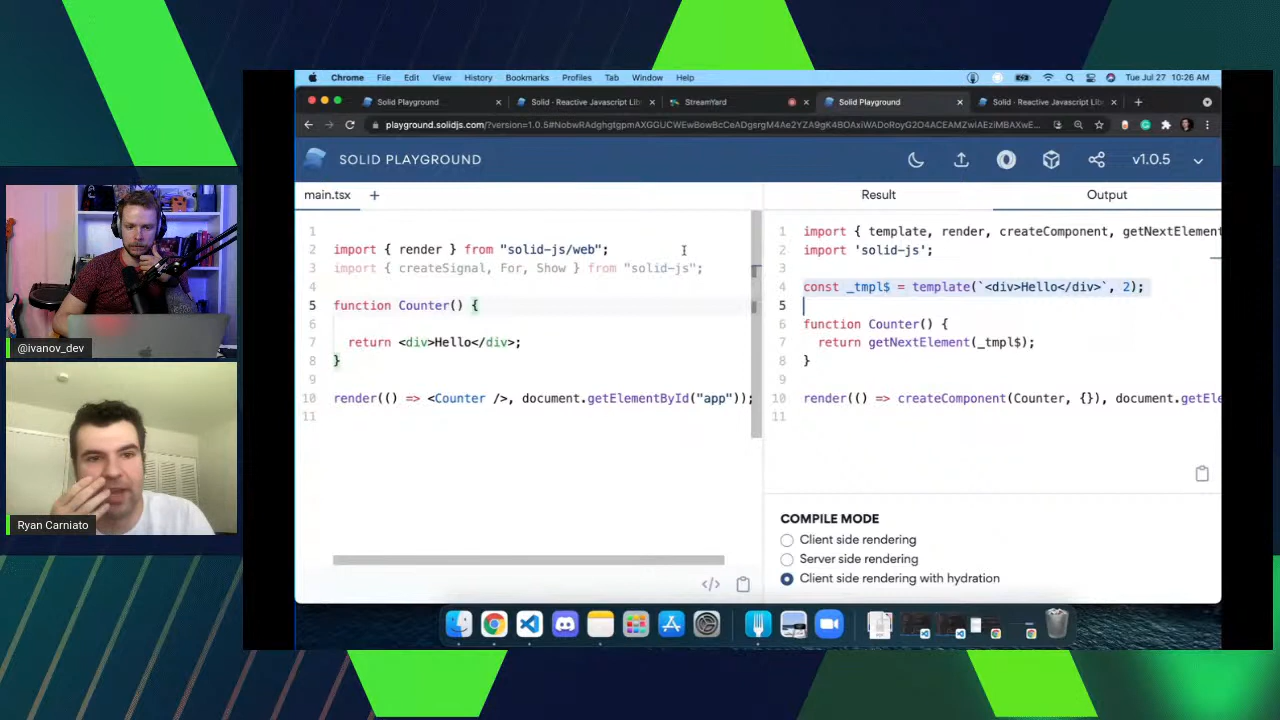 Chrome File Edit View History Bookmarks Profiles Tab Window Help
Tue Jul 27 10:26 AM
Solid Playground
Solid - Reactive Javascript Lib
StreamYard
Solid Playground
Solid - Reactive Javascript Lib
SOLID PLAYGROUND
v1.0.5
main.tsx
+
Result
Output
1
2 import { render } from "solid-js/web";
3 import { createSignal, For, Show } from "solid-js";
4
5 function Counter() {
6
7 return <div>Hello</div>;
8 }
9
10 render(() => <Counter />, document.getElementById("app"));
11
1 import { template, render, createComponent, getNextElement
2 import 'solid-js';
3
4 const _tmpl$ = template(`<div>Hello</div>`, 2);
5
6 function Counter() {
7 return getNextElement(_tmpl$);
8 }
9
10 render(() => createComponent(Counter, {}), document.getEle
11
COMPILE MODE
Client side rendering
Server side rendering
Client side rendering with hydration
@ivanov_dev
Ryan Carniato